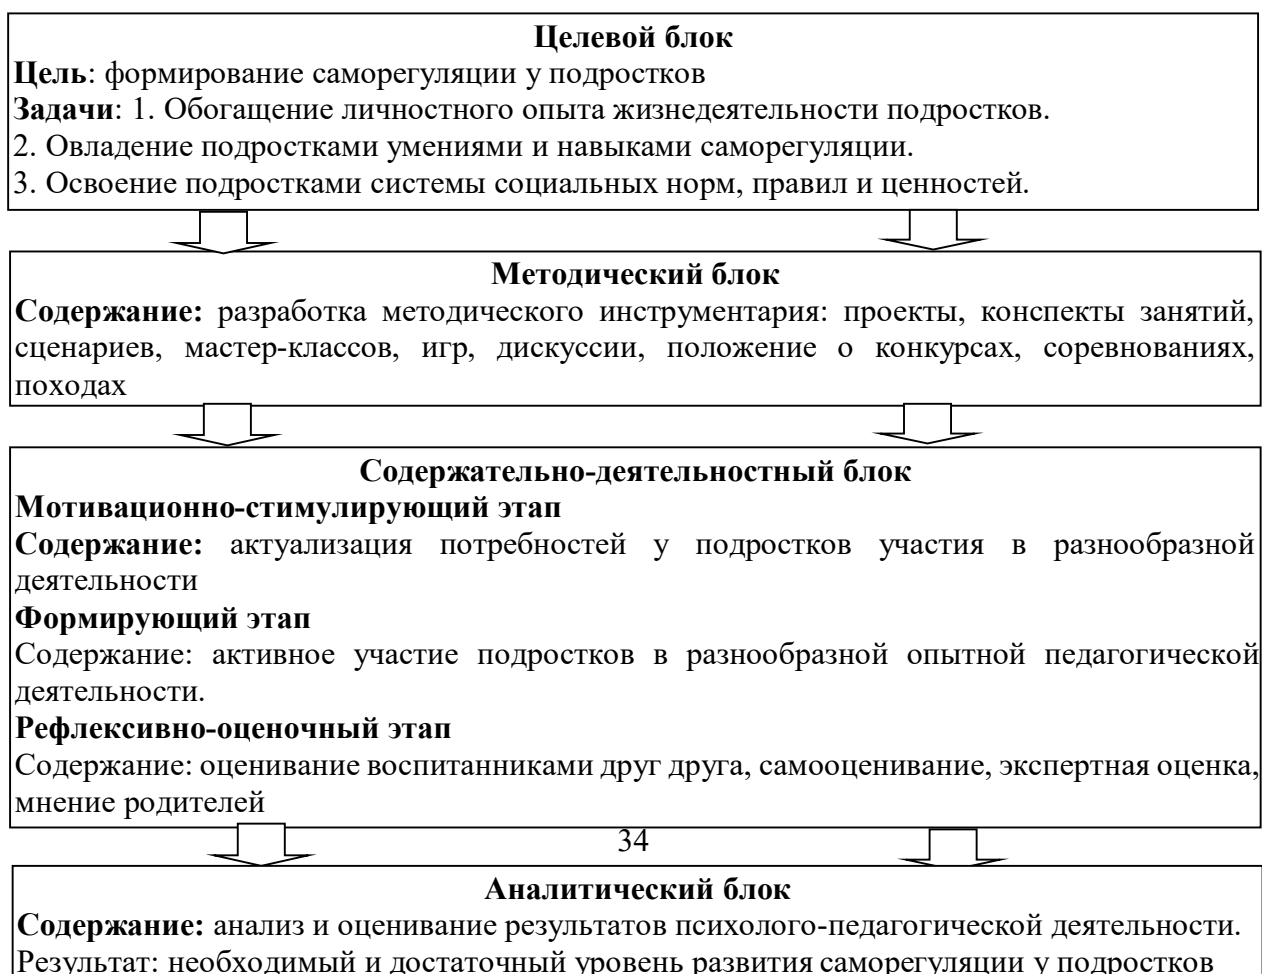 Целевой блок
Цель: формирование саморегуляции у подростков
Задачи: 1. Обогащение личностного опыта жизнедеятельности подростков.
2. Овладение подростками умениями и навыками саморегуляции.
3. Освоение подростками системы социальных норм, правил и ценностей.
Методический блок
Содержание: разработка методического инструментария: проекты, конспекты занятий,
сценариев, мастер-классов, игр, дискуссии, положение о конкурсах, соревнованиях,
походах
Содержательно-деятельностный блок
Мотивационно-стимулирующий этап
Содержание: актуализация потребностей у подростков участия в разнообразной
деятельности
Формирующий этап
Содержание: активное участие подростков в разнообразной опытной педагогической
деятельности.
Рефлексивно-оценочный этап
Содержание: оценивание воспитанниками друг друга, самооценивание, экспертная оценка,
мнение родителей
34
Аналитический блок
Содержание: анализ и оценивание результатов психолого-педагогической деятельности.
Результат: необходимый и достаточный уровень развития саморегуляции у подростков